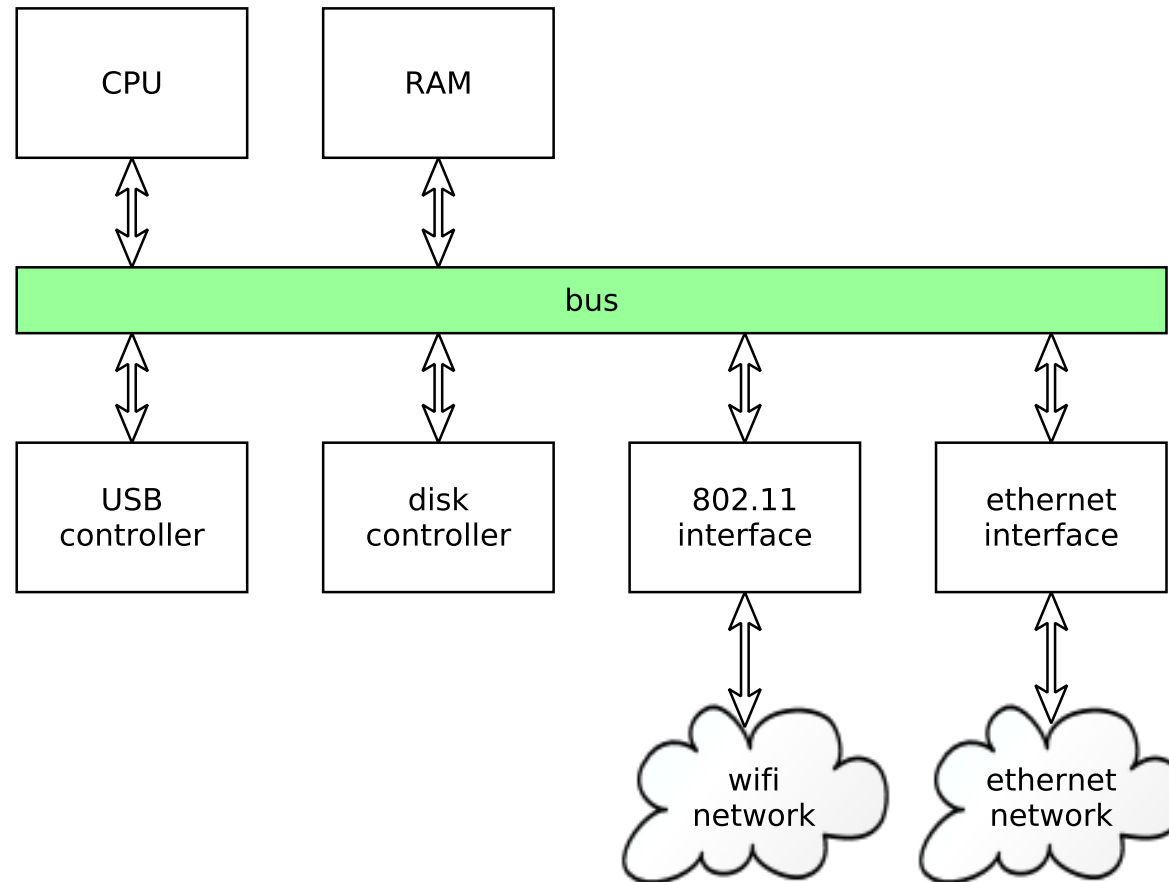 CPU
RAM
bus
USB
controller
disk
controller
802.11
interface
ethernet
interface
wifi
network
ethernet
network